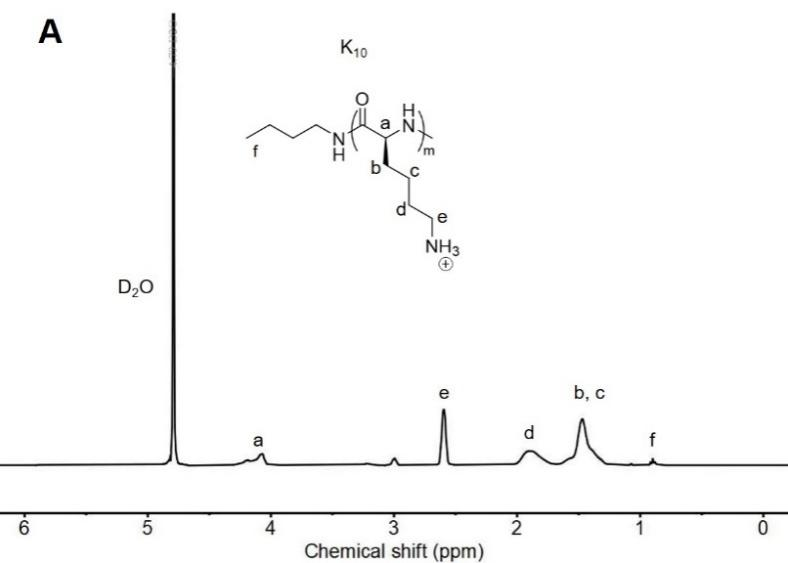 A
K₁₀
O
H
N
a
m
N
H
f
b
c
d
e
NH₃
⊕
D₂O
a
e
d
b, c
f
6 5 4 3 2 1 0
Chemical shift (ppm)